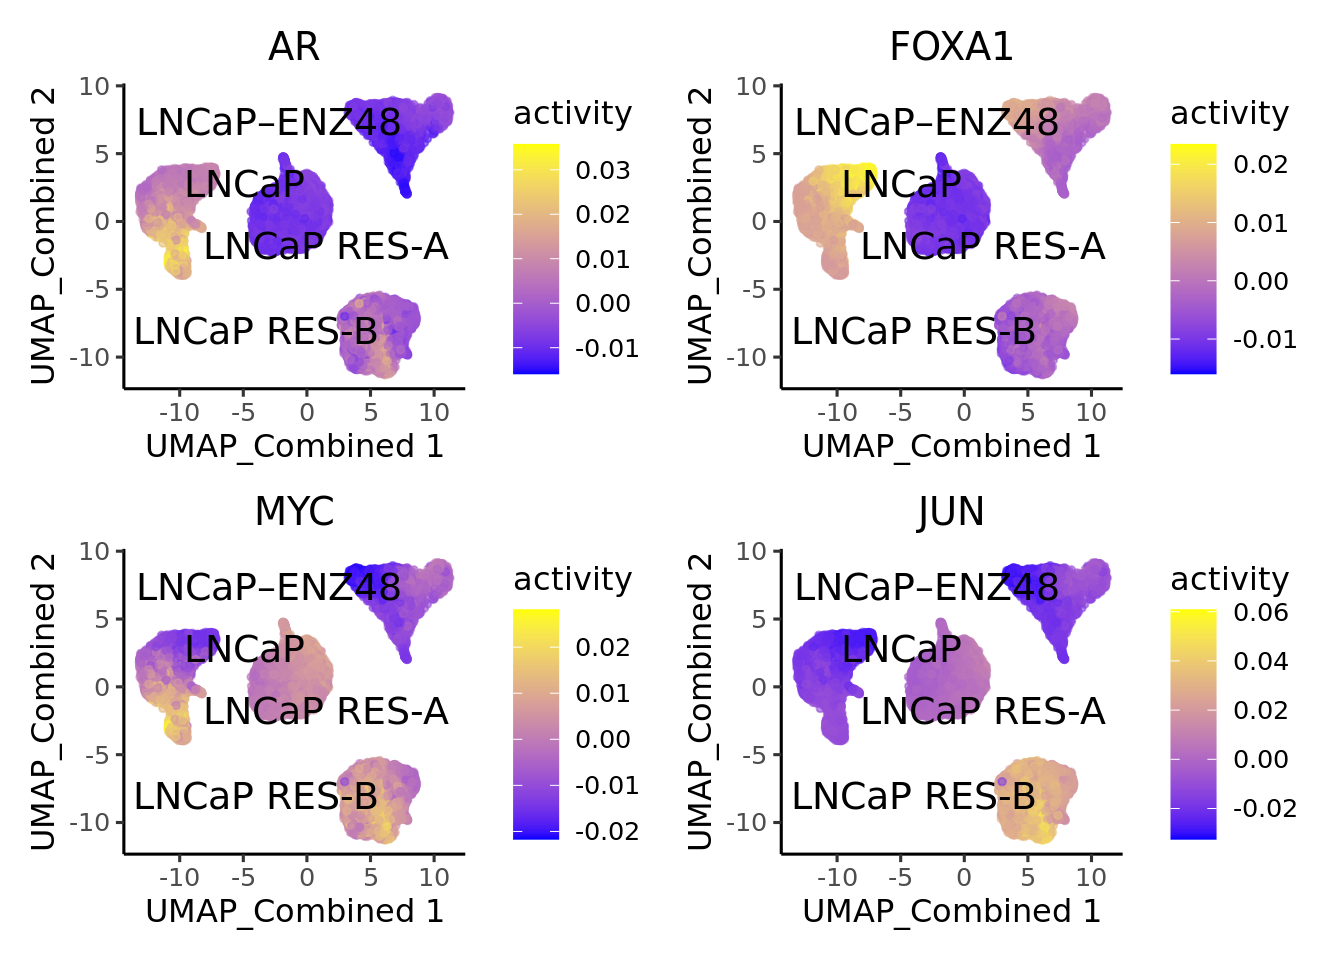 AR
UMAP_Combined 2
10
5
0
-5
-10
LNCaP–ENZ48
LNCaP
LNCaP RES-A
LNCaP RES-B
-10 -5 0 5 10
UMAP_Combined 1
activity
0.03
0.02
0.01
0.00
-0.01
FOXA1
UMAP_Combined 2
10
5
0
-5
-10
LNCaP–ENZ48
LNCaP
LNCaP RES-A
LNCaP RES-B
-10 -5 0 5 10
UMAP_Combined 1
activity
0.02
0.01
0.00
-0.01
MYC
UMAP_Combined 2
10
5
0
-5
-10
LNCaP–ENZ48
LNCaP
LNCaP RES-A
LNCaP RES-B
-10 -5 0 5 10
UMAP_Combined 1
activity
0.02
0.01
0.00
-0.01
-0.02
JUN
UMAP_Combined 2
10
5
0
-5
-10
LNCaP–ENZ48
LNCaP
LNCaP RES-A
LNCaP RES-B
-10 -5 0 5 10
UMAP_Combined 1
activity
0.06
0.04
0.02
0.00
-0.02